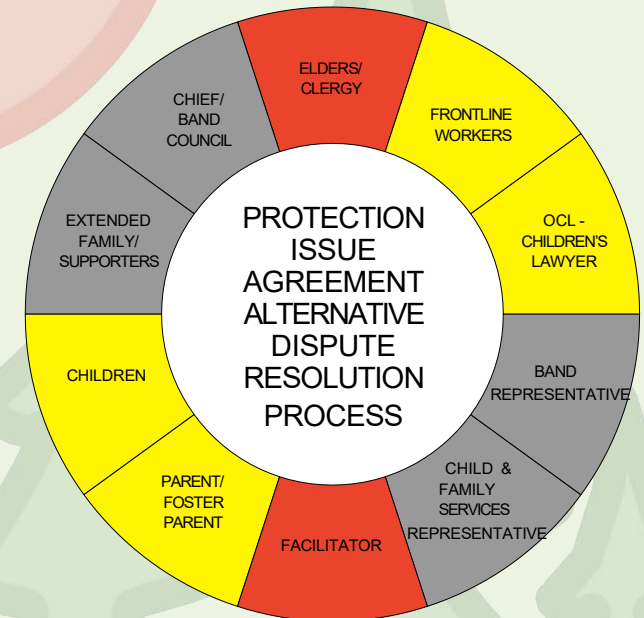 ELDERS/
CLERGY
FRONTLINE
WORKERS
OCL -
CHILDREN'S
LAWYER
BAND
REPRESENTATIVE
CHILD &
FAMILY
SERVICES
REPRESENTATIVE
FACILITATOR
PARENT/
FOSTER
PARENT
CHILDREN
EXTENDED
FAMILY/
SUPPORTERS
CHIEF/
BAND
COUNCIL
PROTECTION
ISSUE
AGREEMENT
ALTERNATIVE
DISPUTE
RESOLUTION
PROCESS